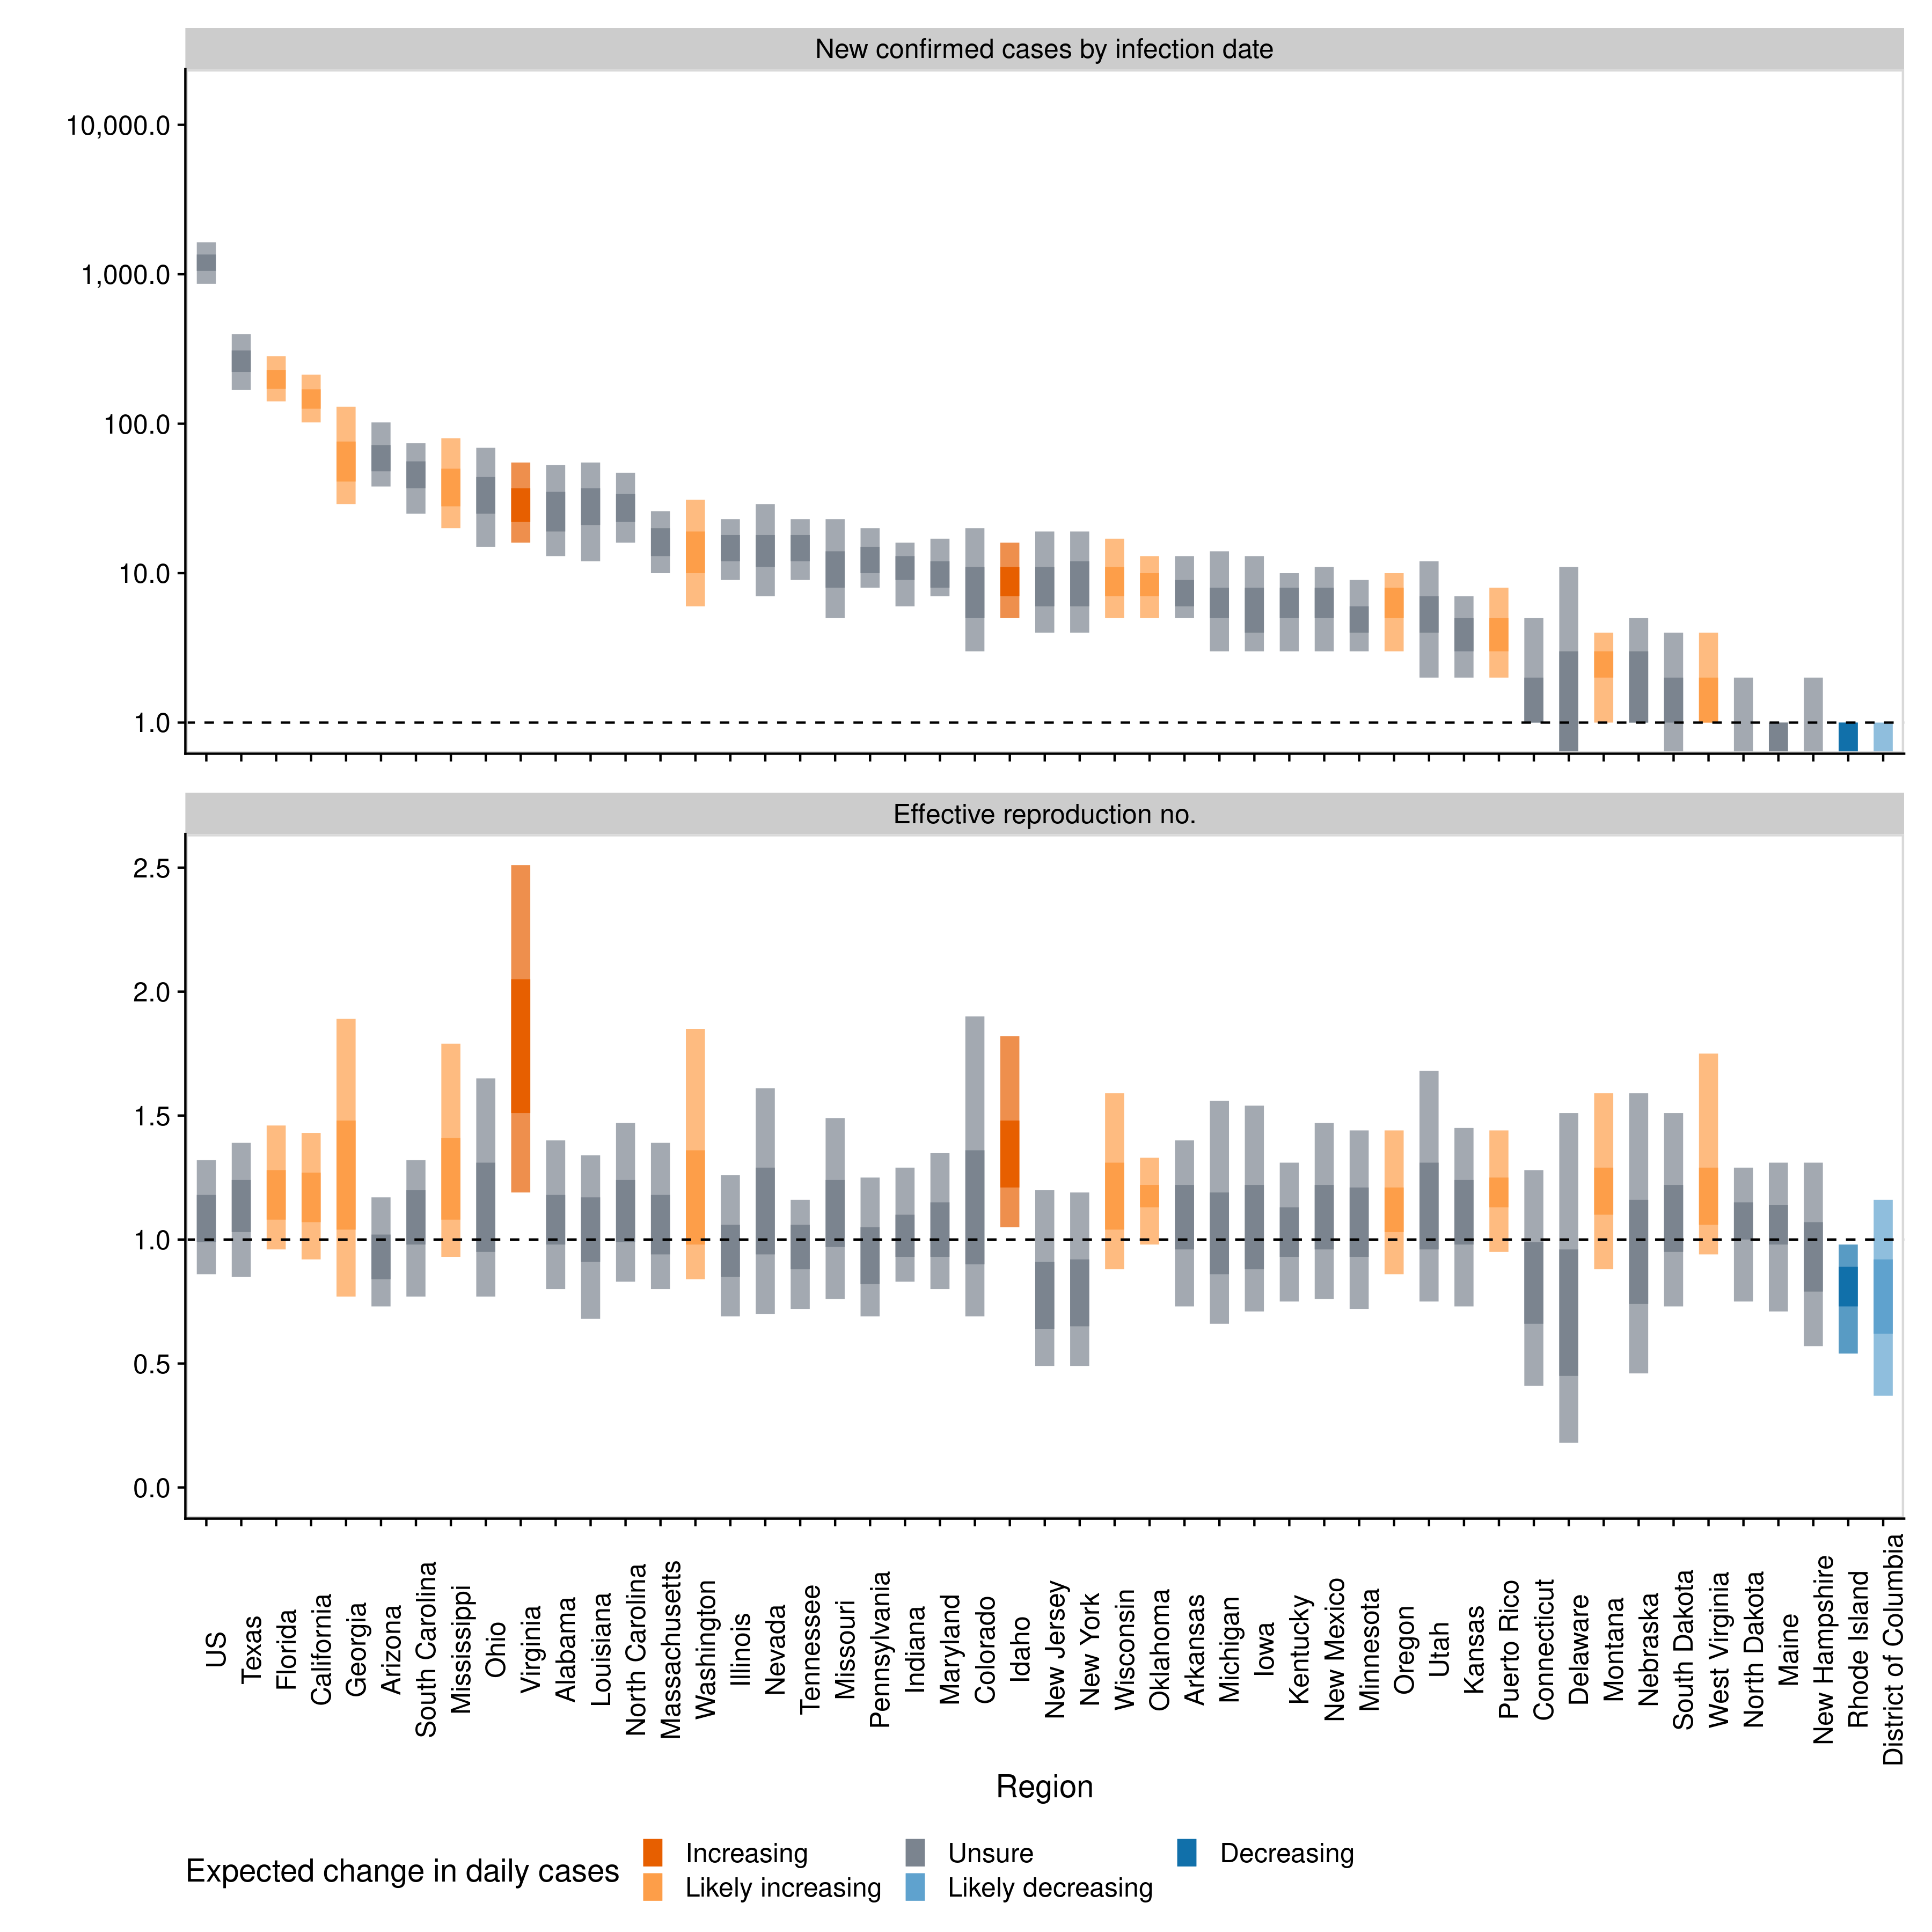 New confirmed cases by infection date
10,000.0
1,000.0
100.0
10.0
1.0
Effective reproduction no.
2.5
2.0
1.5
1.0
0.5
0.0
US
Texas
Florida
California
Georgia
Arizona
South Carolina
Mississippi
Ohio
Virginia
Alabama
Louisiana
North Carolina
Massachusetts
Washington
Illinois
Nevada
Tennessee
Missouri
Pennsylvania
Indiana
Maryland
Colorado
Idaho
New Jersey
New York
Wisconsin
Oklahoma
Arkansas
Michigan
Iowa
Kentucky
New Mexico
Minnesota
Oregon
Utah
Kansas
Puerto Rico
Connecticut
Delaware
Montana
Nebraska
South Dakota
West Virginia
North Dakota
Maine
New Hampshire
Rhode Island
District of Columbia
Region
Expected change in daily cases
Increasing
Likely increasing
Unsure
Likely decreasing
Decreasing